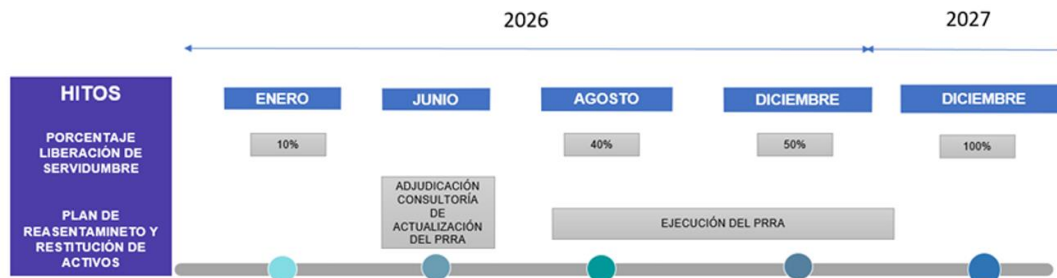 2026
2027
HITOS
ENERO
JUNIO
AGOSTO
DICIEMBRE
DICIEMBRE
PORCENTAJE
LIBERACIÓN DE
SERVIDUMBRE
10%
40%
50%
100%
PLAN DE
REASENTAMINETO Y
RESTITUCIÓN DE
ACTIVOS
ADJUDICACIÓN
CONSULTORÍA
DE
ACTUALIZACIÓN
DEL PRRA
EJECUCIÓN DEL PRRA